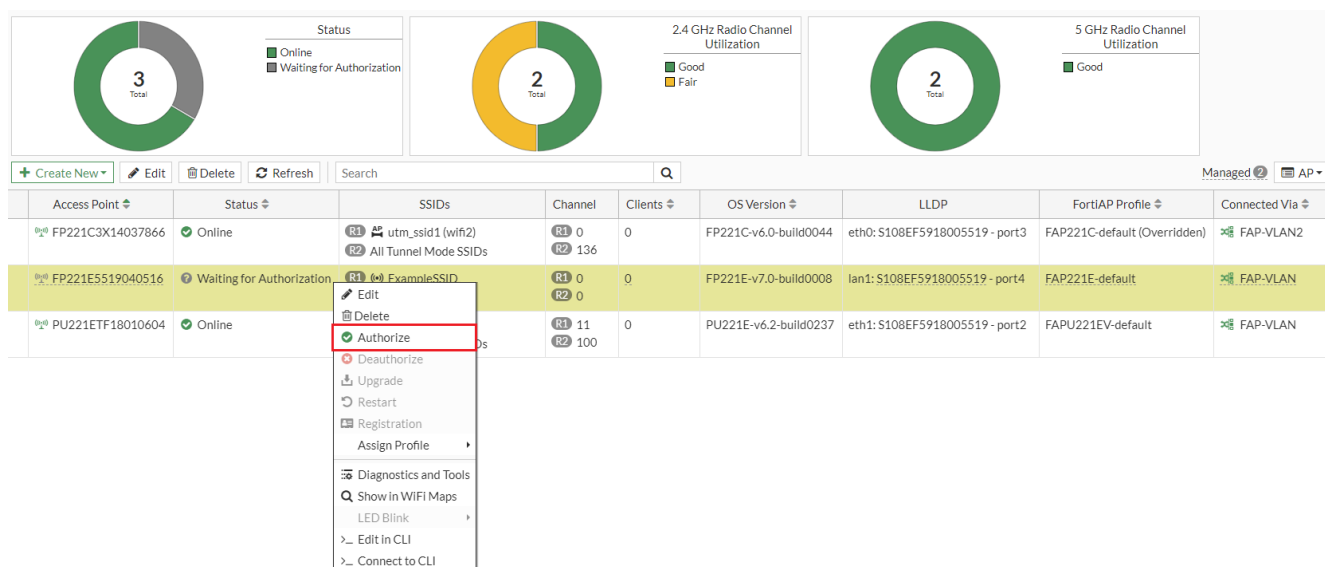 Status
Online
Waiting for Authorization
3
Total
2.4 GHz Radio Channel
Utilization
Good
Fair
2
Total
5 GHz Radio Channel
Utilization
Good
2
Total
+ Create New Edit Delete Refresh Search Managed 2 AP
Access Point Status SSIDs Channel Clients OS Version LLDP FortiAP Profile Connected Via
FP221C3X14037866 Online R1 utm_ssid1 (wifi2) R1 0 0 FP221C-v6.0-build0044 eth0: S108EF5918005519 - port3 FAP221C-default (Overridden) FAP-VLAN2
R2 All Tunnel Mode SSIDs R2 136
FP221E5519040516 Waiting for Authorization R1 ExampleSSID R1 0 0 FP221E-v7.0-build0008 lan1: S108EF5918005519 - port4 FAP221E-default FAP-VLAN
R2 0
PU221ETF18010604 Online R1 11 0 PU221E-v6.2-build0237 eth1: S108EF5918005519 - port2 FAPU221EV-default FAP-VLAN
Ds R2 100
Edit
Delete
Authorize
Deauthorize
Upgrade
Restart
Registration
Assign Profile
Diagnostics and Tools
Show in WiFi Maps
LED Blink
>_ Edit in CLI
>_ Connect to CLI